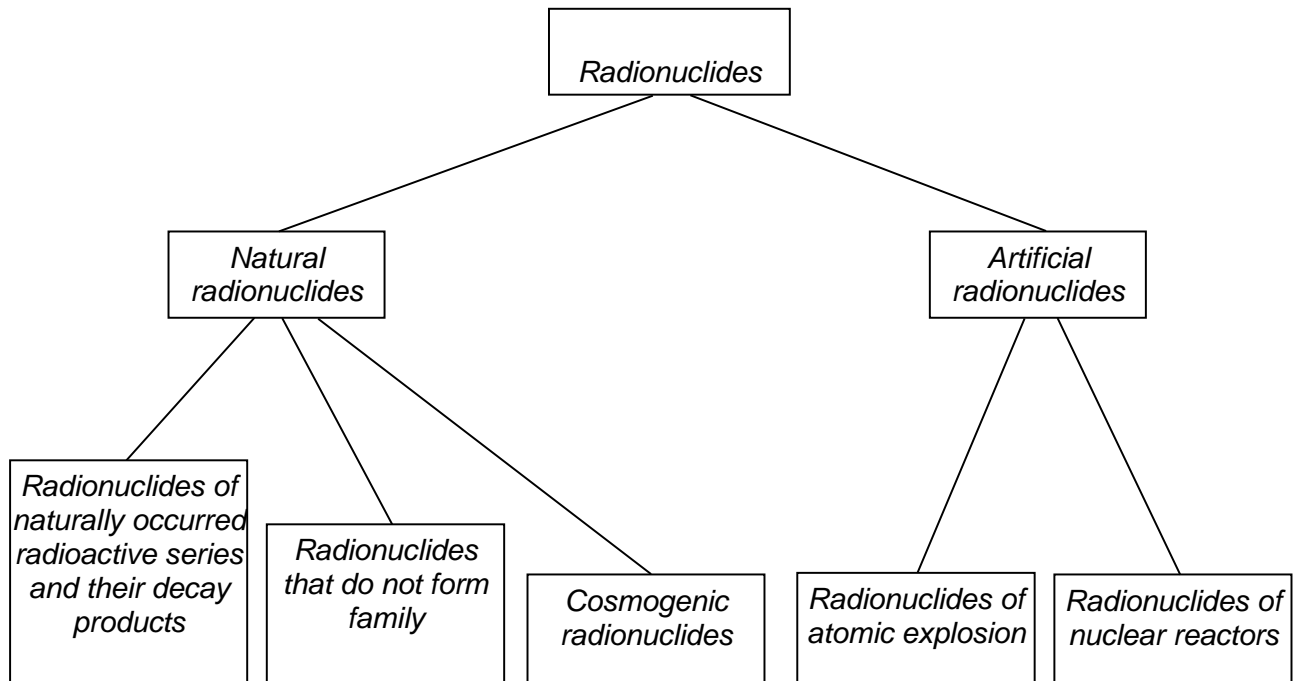 Radionuclides
Natural
radionuclides
Artificial
radionuclides
Radionuclides of
naturally occurred
radioactive series
and their decay
products
Radionuclides
that do not form
family
Cosmogenic
radionuclides
Radionuclides of
atomic explosion
Radionuclides of
nuclear reactors